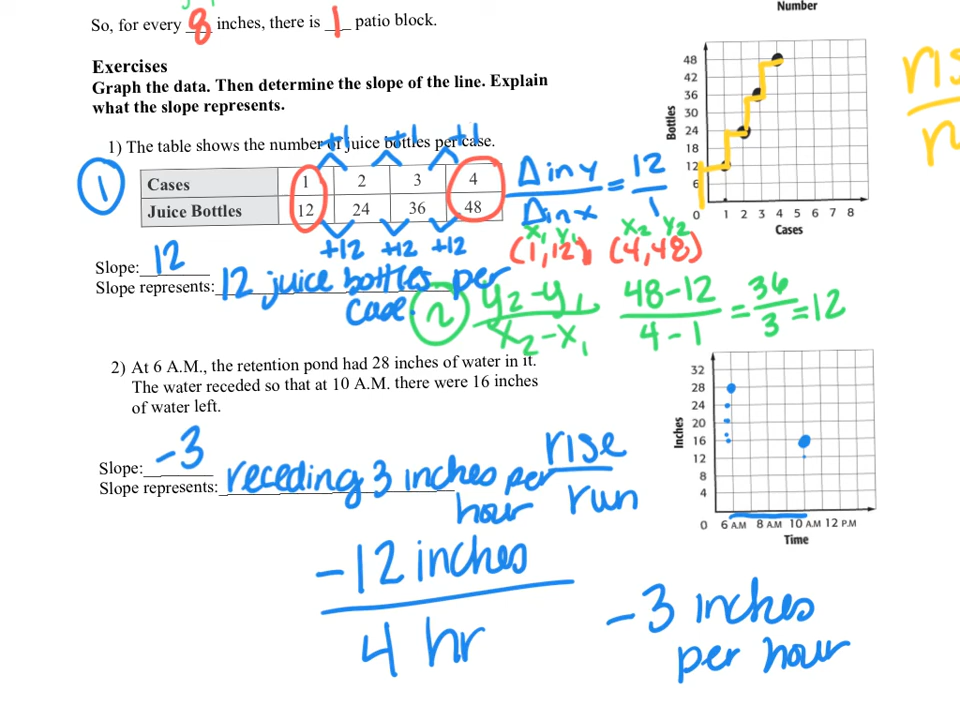 Number
So, for every 8 inches, there is 1 patio block.
Exercises
Graph the data. Then determine the slope of the line. Explain
what the slope represents.
1) The table shows the number of juice bottles per case.
+1 +1 +1
1
Cases 1 2 3 4
Juice Bottles 12 24 36 48
+12 +12 +12
Δ in y / Δ in x = 12/1
x₁ y₁ x₂ y₂
(1,12) (4,48)
Slope: 12
Slope represents: 12 juice bottles per
case.
2 y₂-y₁ / x₂-x₁ 48-12 / 4-1 = 36/3 = 12
Bottles
48
42
36
30
24
18
12
6
0 1 2 3 4 5 6 7 8
Cases
2) At 6 A.M., the retention pond had 28 inches of water in it.
The water receded so that at 10 A.M. there were 16 inches
of water left.
Slope: -3
Slope represents: receding 3 inches per
hour
rise
run
-12 inches
4 hr
-3 inches
per hour
Inches
32
28
24
20
16
12
8
4
0 6 AM 8 AM 10 AM 12 P.M
Time